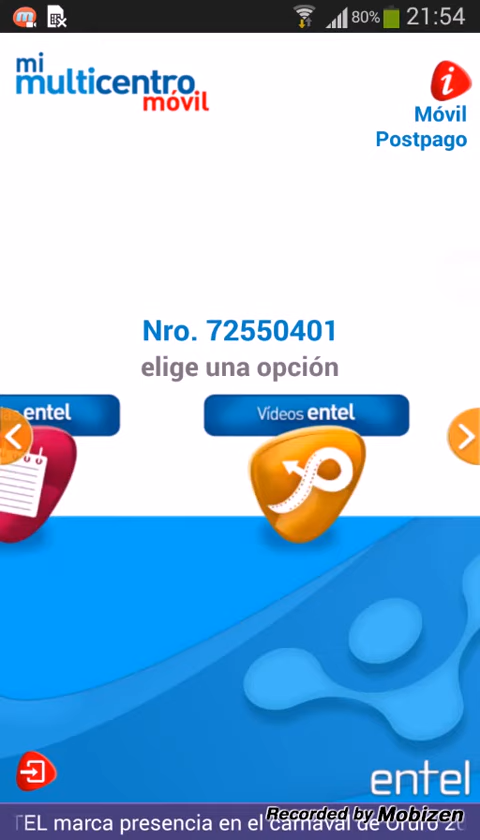 80% 21:54
mi
multicentro
móvil
i
Móvil
Postpago
Nro. 72550401
elige una opción
entel
Vídeos entel
entel
TEL marca presencia en el carnaval de Oruro 20
Recorded by Mobizen